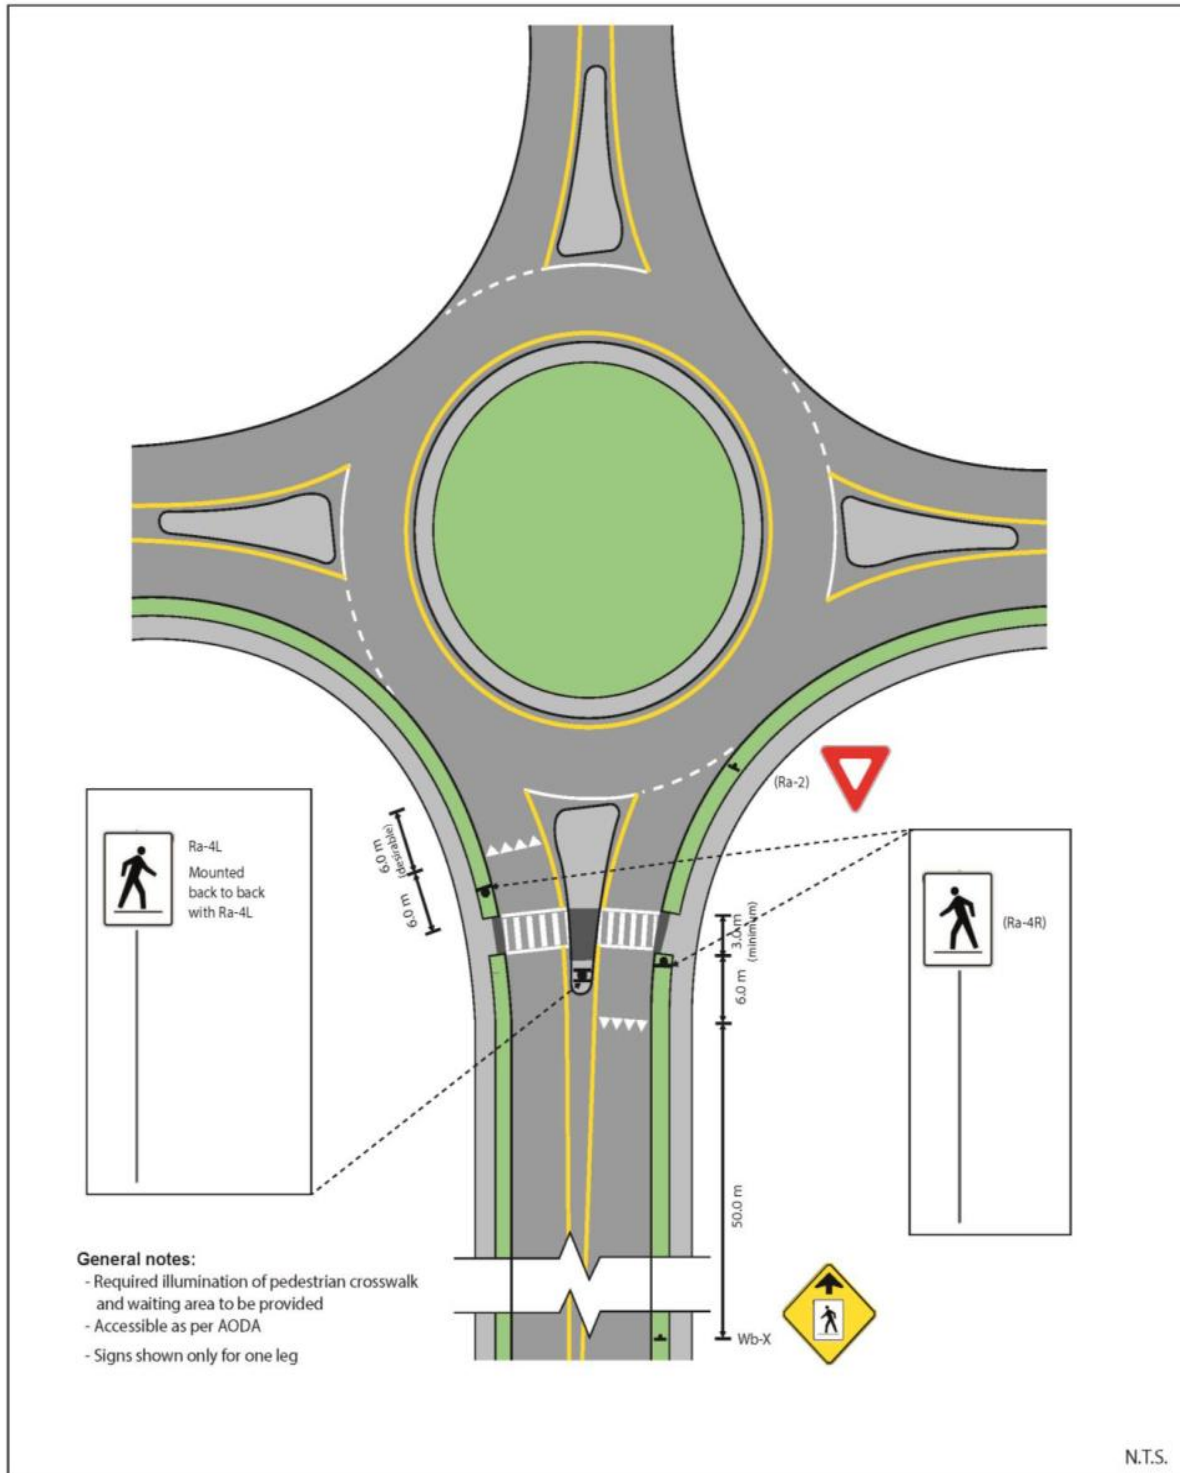 (Ra-2)
Ra-4L
Mounted
back to back
with Ra-4L
6.0 m
(desirable)
6.0 m
(Ra-4R)
3.0 m
(minimum)
6.0 m
50.0 m
General notes:
- Required illumination of pedestrian crosswalk
and waiting area to be provided
- Accessible as per AODA
- Signs shown only for one leg
Wb-X
N.T.S.